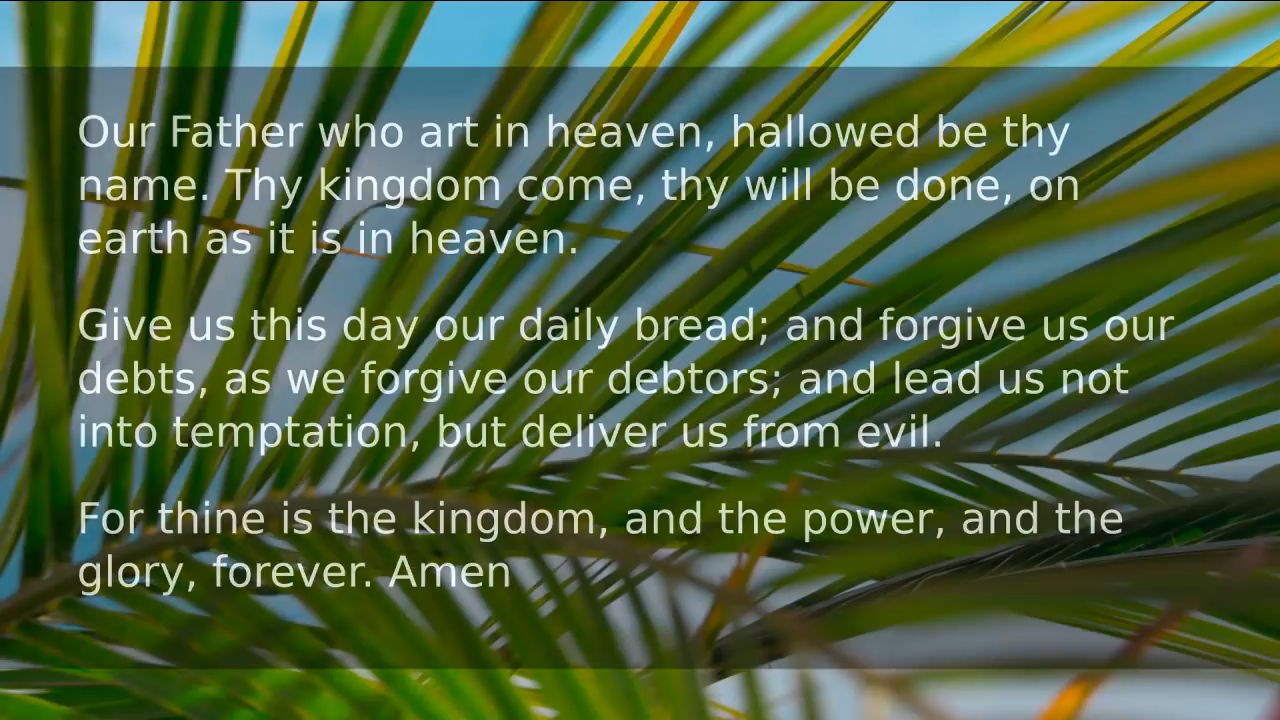 Our Father who art in heaven, hallowed be thy
name. Thy kingdom come, thy will be done, on
earth as it is in heaven.
Give us this day our daily bread; and forgive us our
debts, as we forgive our debtors; and lead us not
into temptation, but deliver us from evil.
For thine is the kingdom, and the power, and the
glory, forever. Amen